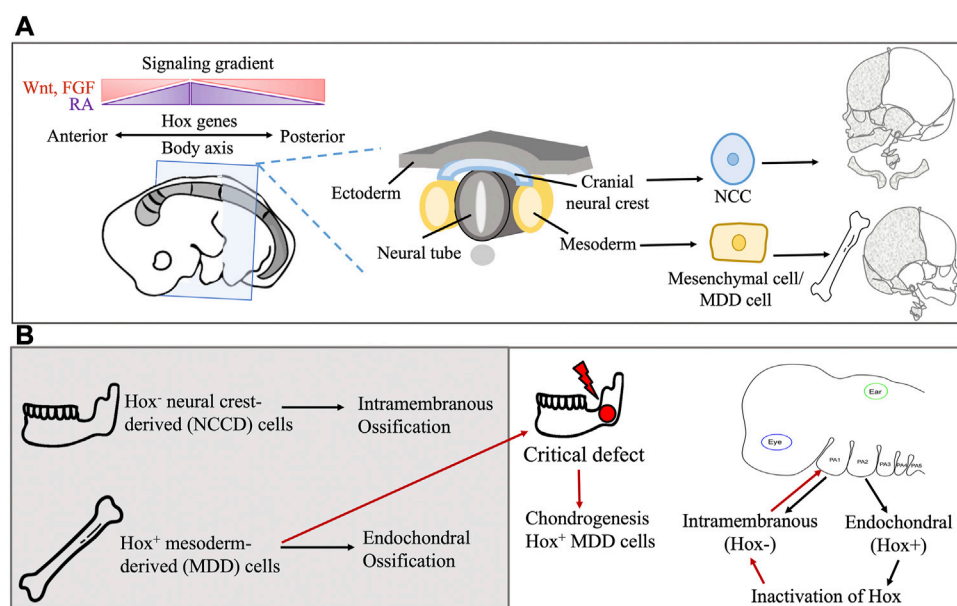 A
Signaling gradient
Wnt, FGF
RA
Hox genes
Anterior
Posterior
Body axis
Ectoderm
Neural tube
Cranial
neural crest
Mesoderm
NCC
Mesenchymal cell/
MDD cell
B
Hox⁻ neural crest-
derived (NCCD) cells
Intramembranous
Ossification
Hox⁺ mesoderm-
derived (MDD) cells
Endochondral
Ossification
Critical defect
Chondrogenesis
Hox⁺ MDD cells
Ear
Eye
PA1
PA2
PA3
PA4
PA5
Intramembranous
(Hox-)
Endochondral
(Hox+)
Inactivation of Hox